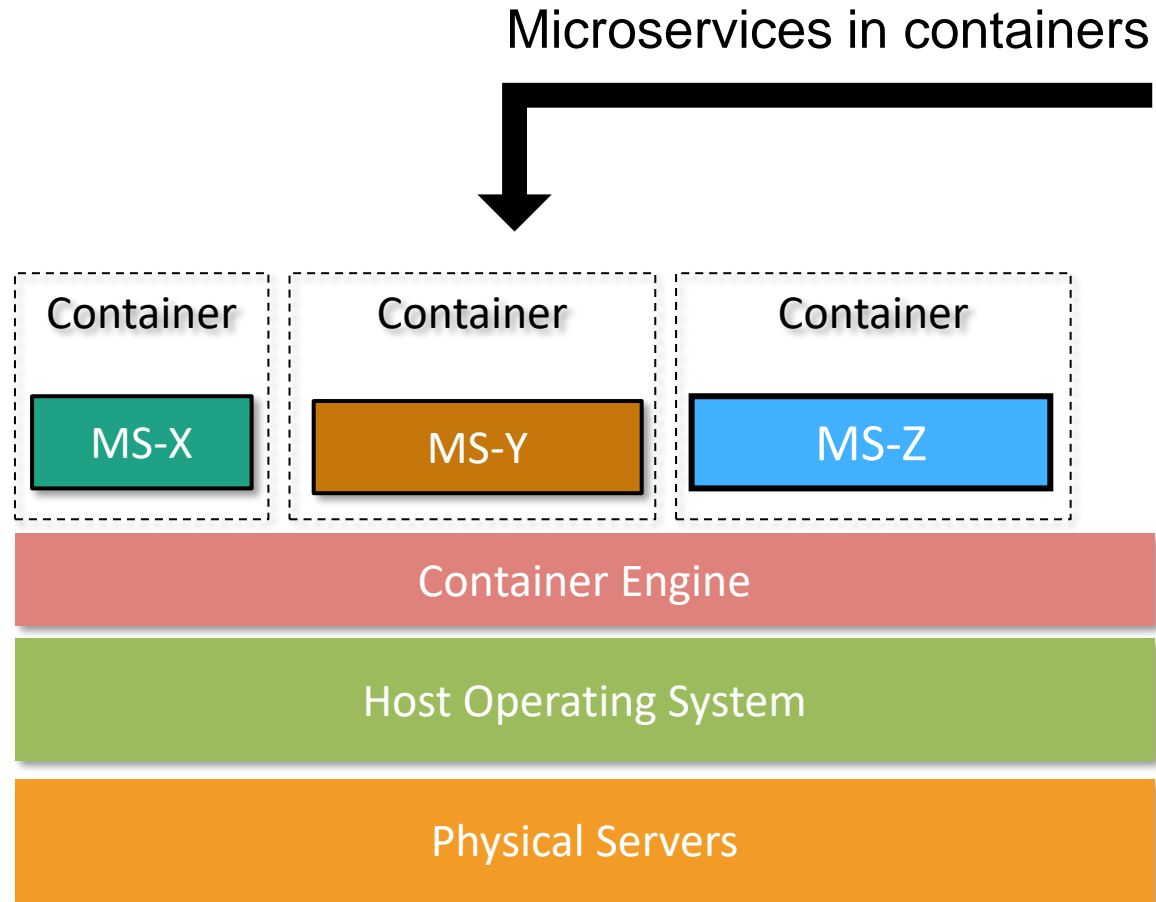 Microservices in containers
Container
Container
Container
MS-X
MS-Y
MS-Z
Container Engine
Host Operating System
Physical Servers